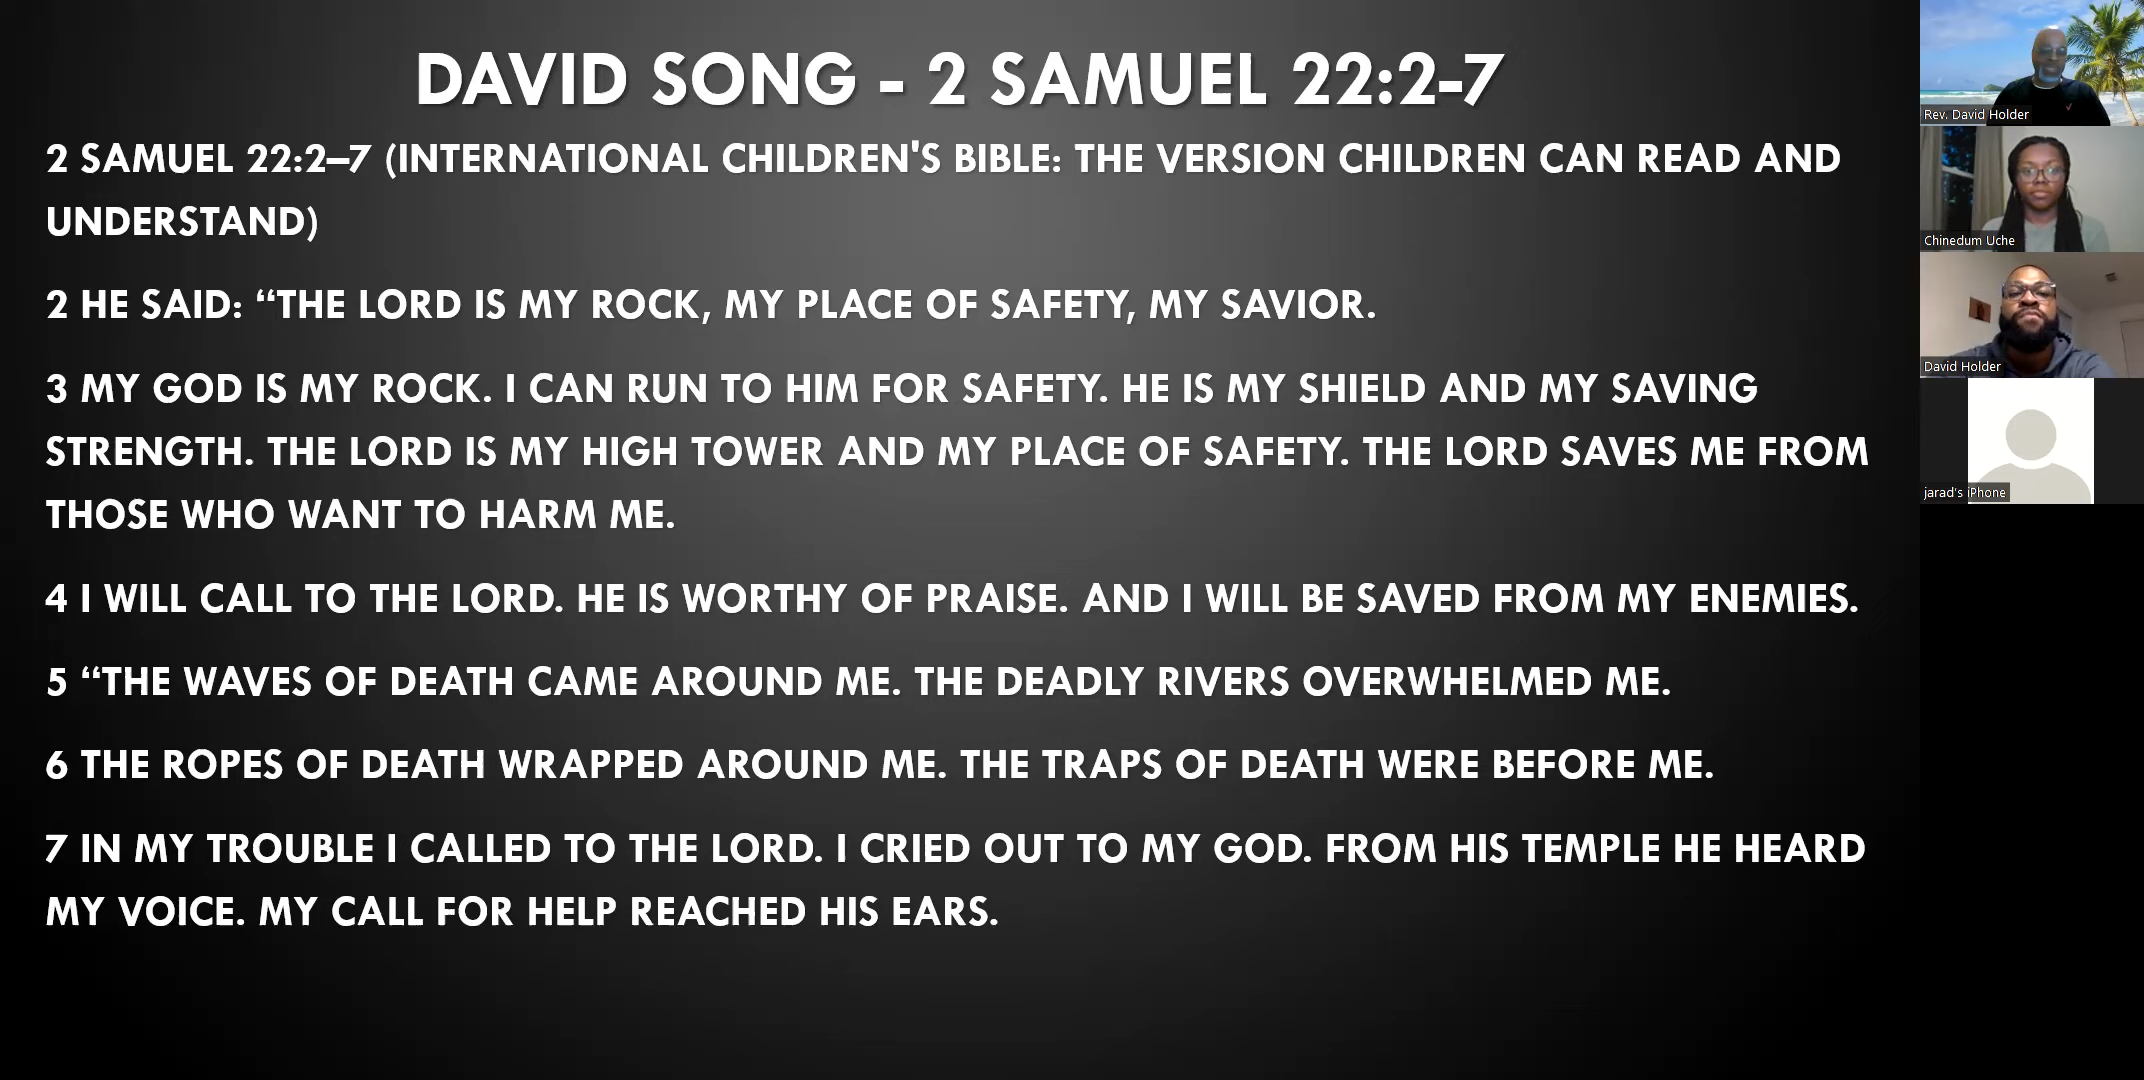 DAVID SONG - 2 SAMUEL 22:2-7
2 SAMUEL 22:2–7 (INTERNATIONAL CHILDREN'S BIBLE: THE VERSION CHILDREN CAN READ AND
UNDERSTAND)
2 HE SAID: “THE LORD IS MY ROCK, MY PLACE OF SAFETY, MY SAVIOR.
3 MY GOD IS MY ROCK. I CAN RUN TO HIM FOR SAFETY. HE IS MY SHIELD AND MY SAVING
STRENGTH. THE LORD IS MY HIGH TOWER AND MY PLACE OF SAFETY. THE LORD SAVES ME FROM
THOSE WHO WANT TO HARM ME.
4 I WILL CALL TO THE LORD. HE IS WORTHY OF PRAISE. AND I WILL BE SAVED FROM MY ENEMIES.
5 “THE WAVES OF DEATH CAME AROUND ME. THE DEADLY RIVERS OVERWHELMED ME.
6 THE ROPES OF DEATH WRAPPED AROUND ME. THE TRAPS OF DEATH WERE BEFORE ME.
7 IN MY TROUBLE I CALLED TO THE LORD. I CRIED OUT TO MY GOD. FROM HIS TEMPLE HE HEARD
MY VOICE. MY CALL FOR HELP REACHED HIS EARS.
Rev. David Holder
Chinedum Uche
David Holder
jarad's iPhone